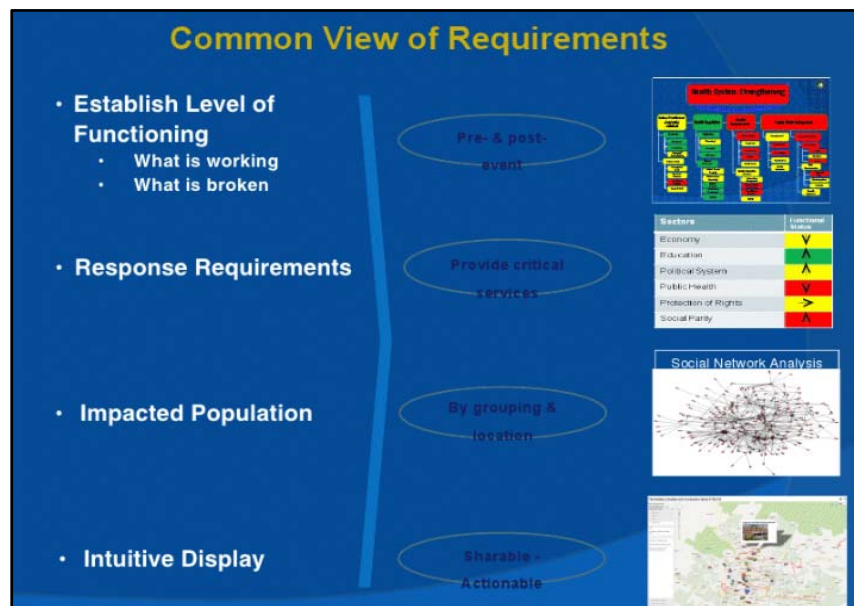 Common View of Requirements
• Establish Level of
Functioning
• What is working
• What is broken
Pre- & post-
event
Health System Strengthening
• Response Requirements
Provide critical
services
Sectors
Functional
Status
Economy
Education
Political System
Public Health
Protection of Rights
Social Parity
• Impacted Population
By grouping &
location
Social Network Analysis
• Intuitive Display
Sharable -
Actionable